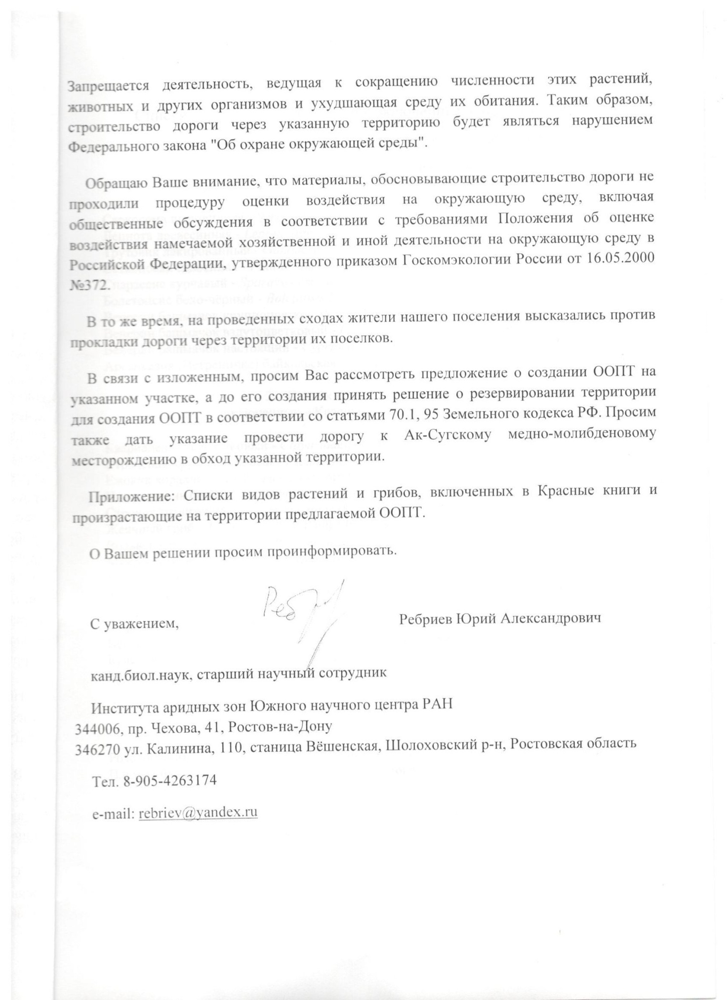 Запрещается деятельность, ведущая к сокращению численности этих растений,
животных и других организмов и ухудшающая среду их обитания. Таким образом,
строительство дороги через указанную территорию будет являться нарушением
Федерального закона "Об охране окружающей среды".
Обращаю Ваше внимание, что материалы, обосновывающие строительство дороги не
проходили процедуру оценки воздействия на окружающую среду, включая
общественные обсуждения в соответствии с требованиями Положения об оценке
воздействия намечаемой хозяйственной и иной деятельности на окружающую среду в
Российской Федерации, утвержденного приказом Госкомэкологии России от 16.05.2000
№372.
В то же время, на проведенных сходах жители нашего поселения высказались против
прокладки дороги через территории их поселков.
В связи с изложенным, просим Вас рассмотреть предложение о создании ООПТ на
указанном участке, а до его создания принять решение о резервировании территории
для создания ООПТ в соответствии со статьями 70.1, 95 Земельного кодекса РФ. Просим
также дать указание провести дорогу к Ак-Сугскому медно-молибденовому
месторождению в обход указанной территории.
Приложение: Списки видов растений и грибов, включенных в Красные книги и
произрастающие на территории предлагаемой ООПТ.
О Вашем решении просим проинформировать.
С уважением, Ребриев Юрий Александрович
канд.биол.наук, старший научный сотрудник
Института аридных зон Южного научного центра РАН
344006, пр. Чехова, 41, Ростов-на-Дону
346270 ул. Калинина, 110, станица Вёшенская, Шолоховский р-н, Ростовская область
Тел. 8-905-4263174
e-mail: rebriev@yandex.ru